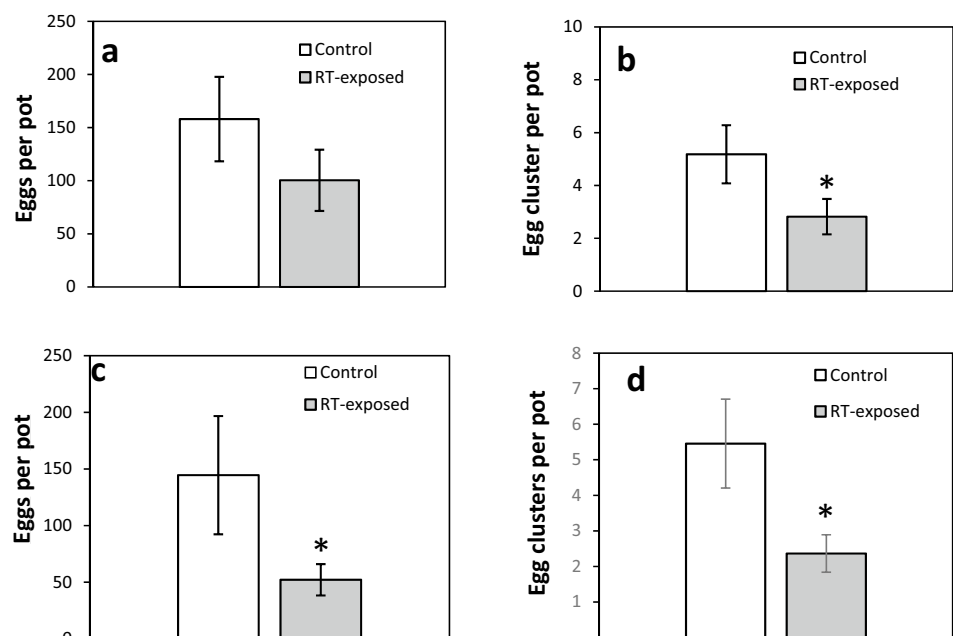 a
Control
RT-exposed
Eggs per pot
250
200
150
100
50
0
b
Control
RT-exposed
Egg cluster per pot
10
8
6
4
2
0
*
c
Control
RT-exposed
Eggs per pot
250
200
150
100
50
0
*
d
Control
RT-exposed
Egg clusters per pot
8
7
6
5
4
3
2
1
*